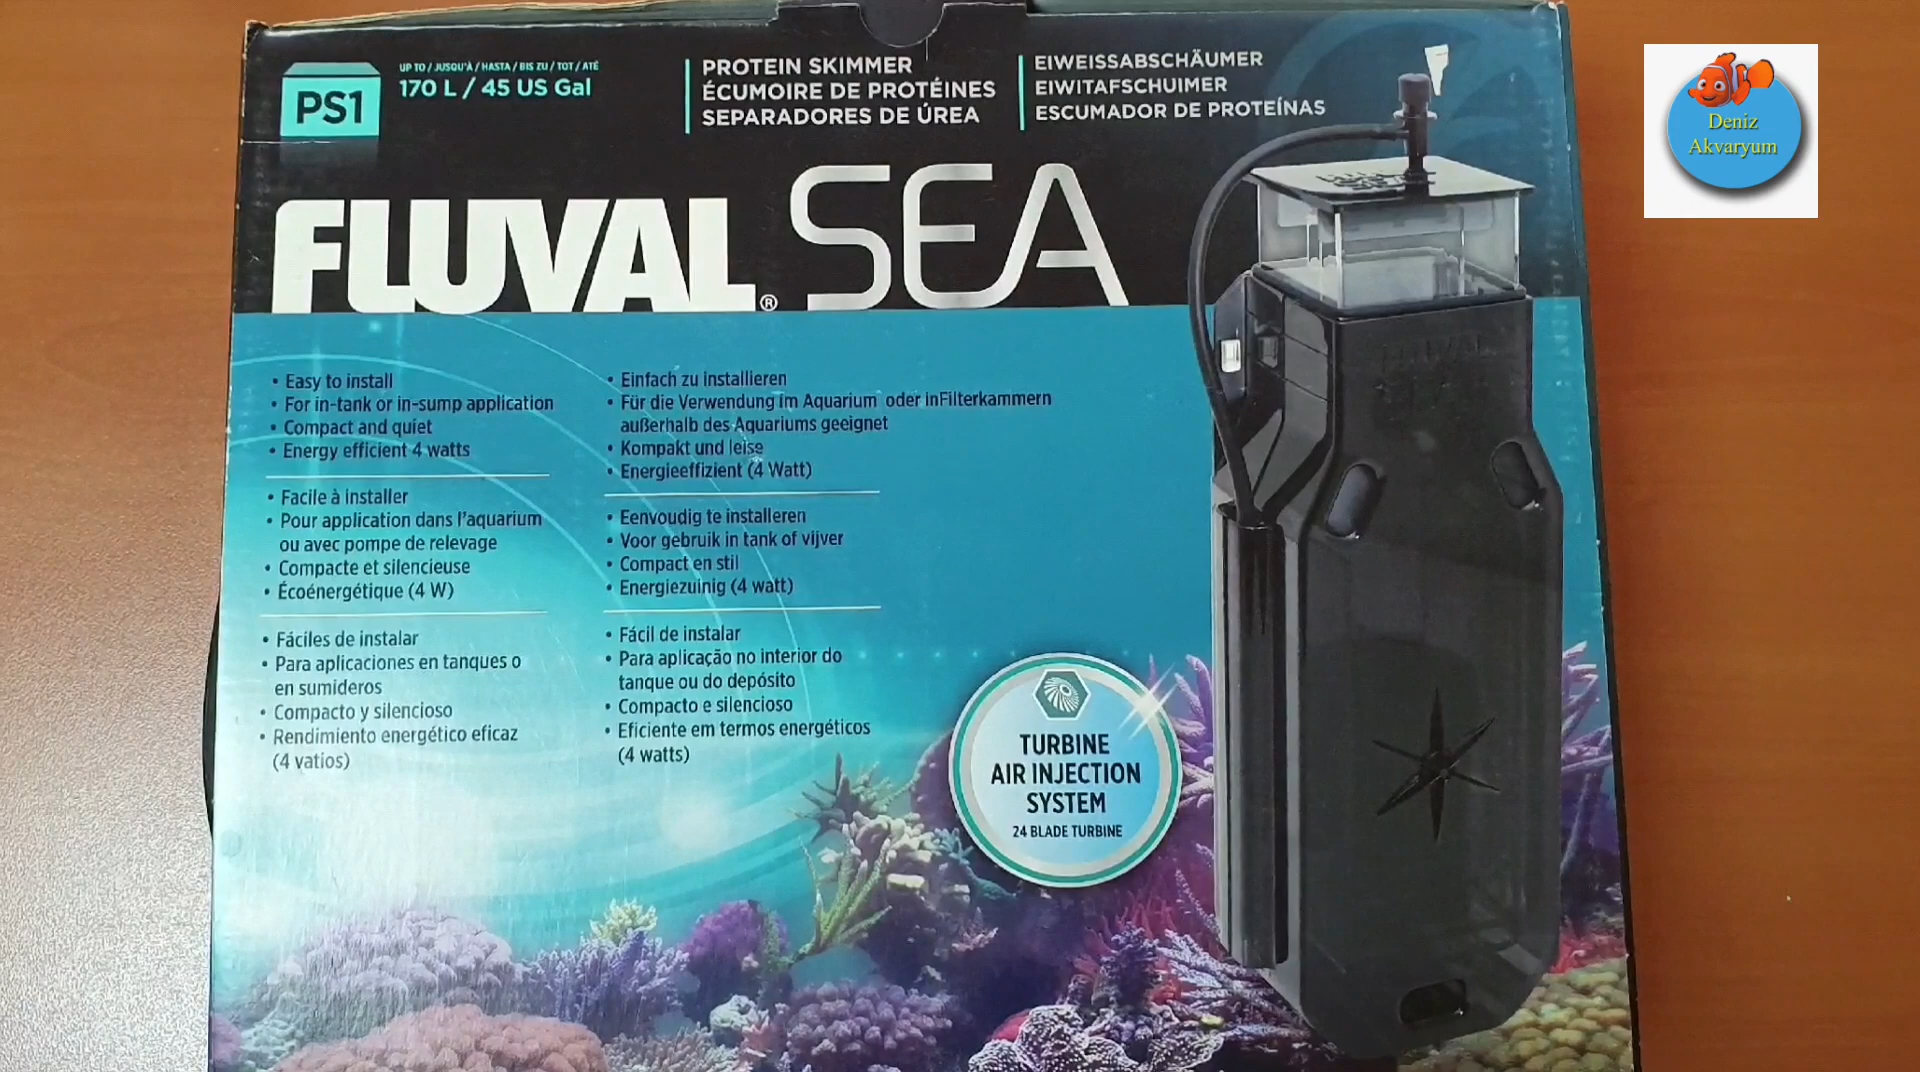 PS1
UP TO / JUSQU'À / HASTA / BIS ZU / TOT / ATÉ
170 L / 45 US Gal
PROTEIN SKIMMER
ÉCUMOIRE DE PROTÉINES
SEPARADORES DE ÚREA
EIWEISSABSCHÄUMER
EIWITAFSCHUIMER
ESCUMADOR DE PROTEÍNAS
Deniz
Akvaryum
FLUVAL® SEA
• Easy to install
• For in-tank or in-sump application
• Compact and quiet
• Energy efficient 4 watts
• Facile à installer
• Pour application dans l'aquarium
ou avec pompe de relevage
• Compacte et silencieuse
• Écoénergétique (4 W)
• Fáciles de instalar
• Para aplicaciones en tanques o
en sumideros
• Compacto y silencioso
• Rendimiento energético eficaz
(4 vatios)
• Einfach zu installieren
• Für die Verwendung im Aquarium oder inFilterkammern
außerhalb des Aquariums geeignet
• Kompakt und leise
• Energieeffizient (4 Watt)
• Eenvoudig te installeren
• Voor gebruik in tank of vijver
• Compact en stil
• Energiezuinig (4 watt)
• Fácil de instalar
• Para aplicação no interior do
tanque ou do depósito
• Compacto e silencioso
• Eficiente em termos energéticos
(4 watts)
TURBINE
AIR INJECTION
SYSTEM
24 BLADE TURBINE